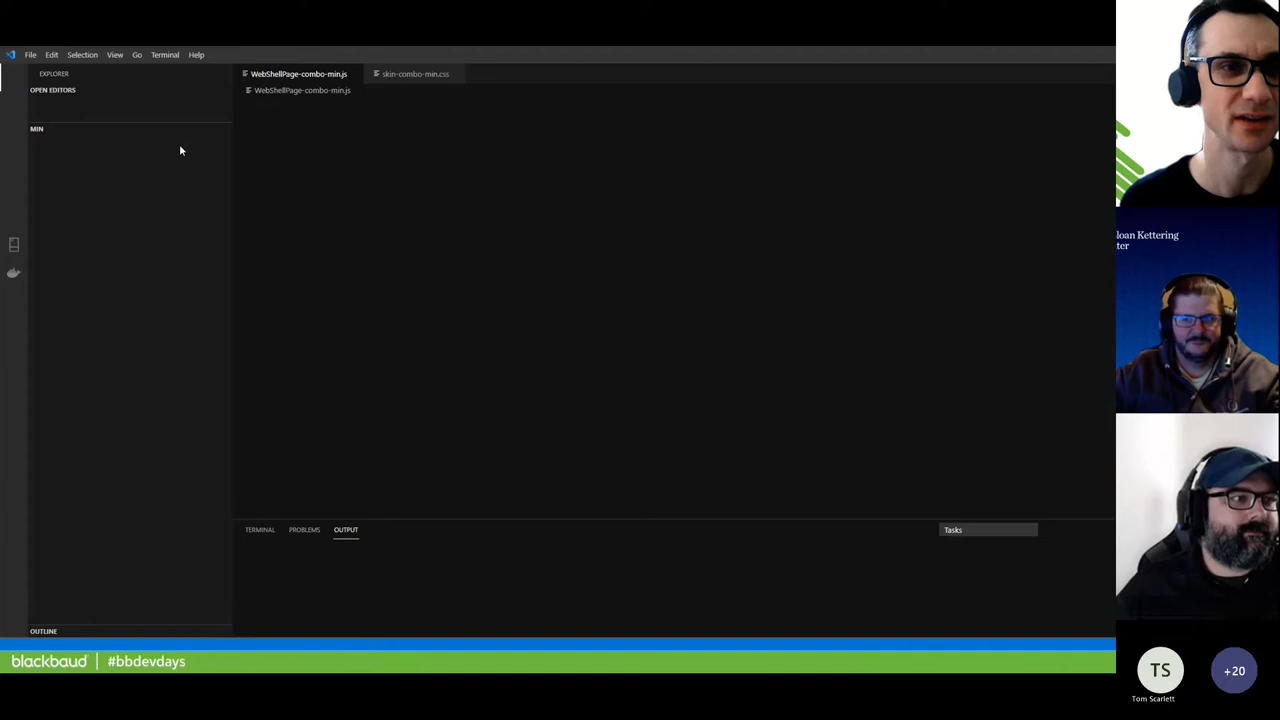 File Edit Selection View Go Terminal Help
EXPLORER
OPEN EDITORS
MIN
OUTLINE
WebShellPage-combo-min.js
skin-combo-min.css
WebShellPage-combo-min.js
TERMINAL PROBLEMS OUTPUT
Tasks
blackbaud #bbdevdays
loan Kettering
ter
TS
Tom Scarlett
+20